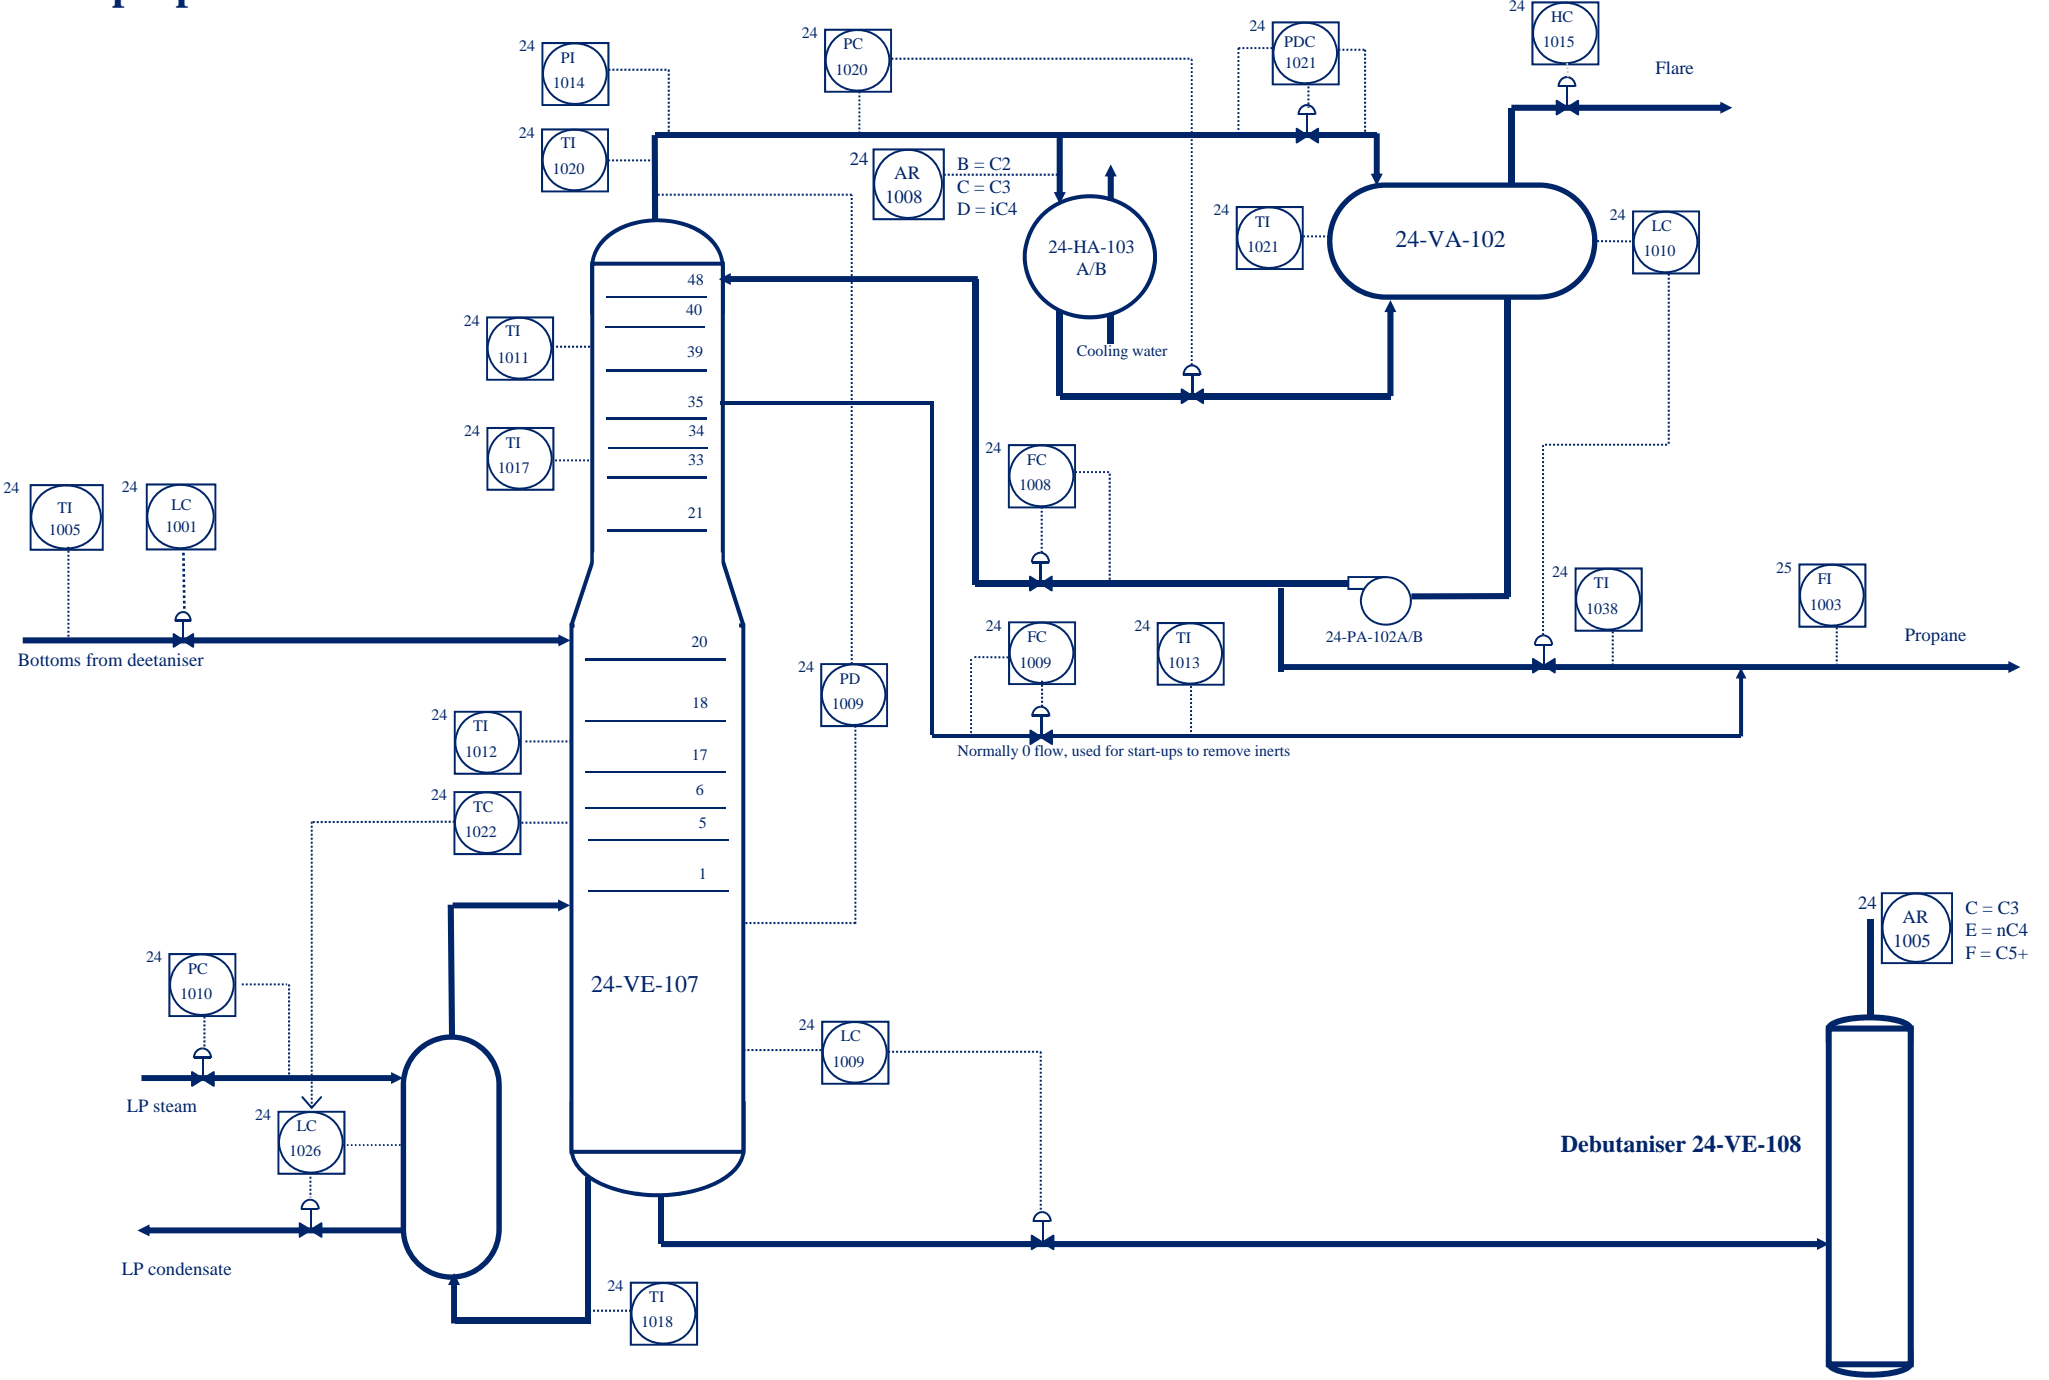 24
HC
1015
Flare
24
PI
1014
24
PC
1020
24
PDC
1021
24
TI
1020
24
AR
1008
B = C2
C = C3
D = iC4
24
TI
1021
24-VA-102
24
LC
1010
24-HA-103
A/B
Cooling water
48
40
39
35
34
33
21
24
TI
1011
24
TI
1017
24
FC
1008
24
TI
1005
24
LC
1001
Bottoms from deetaniser
24-PA-102A/B
24
TI
1038
25
FI
1003
Propane
24
FC
1009
24
TI
1013
Normally 0 flow, used for start-ups to remove inerts
20
18
17
6
5
1
24
PD
1009
24
TI
1012
24
TC
1022
24-VE-107
24
PC
1010
LP steam
24
LC
1026
LP condensate
24
LC
1009
24
TI
1018
24
AR
1005
C = C3
E = nC4
F = C5+
Debutaniser 24-VE-108